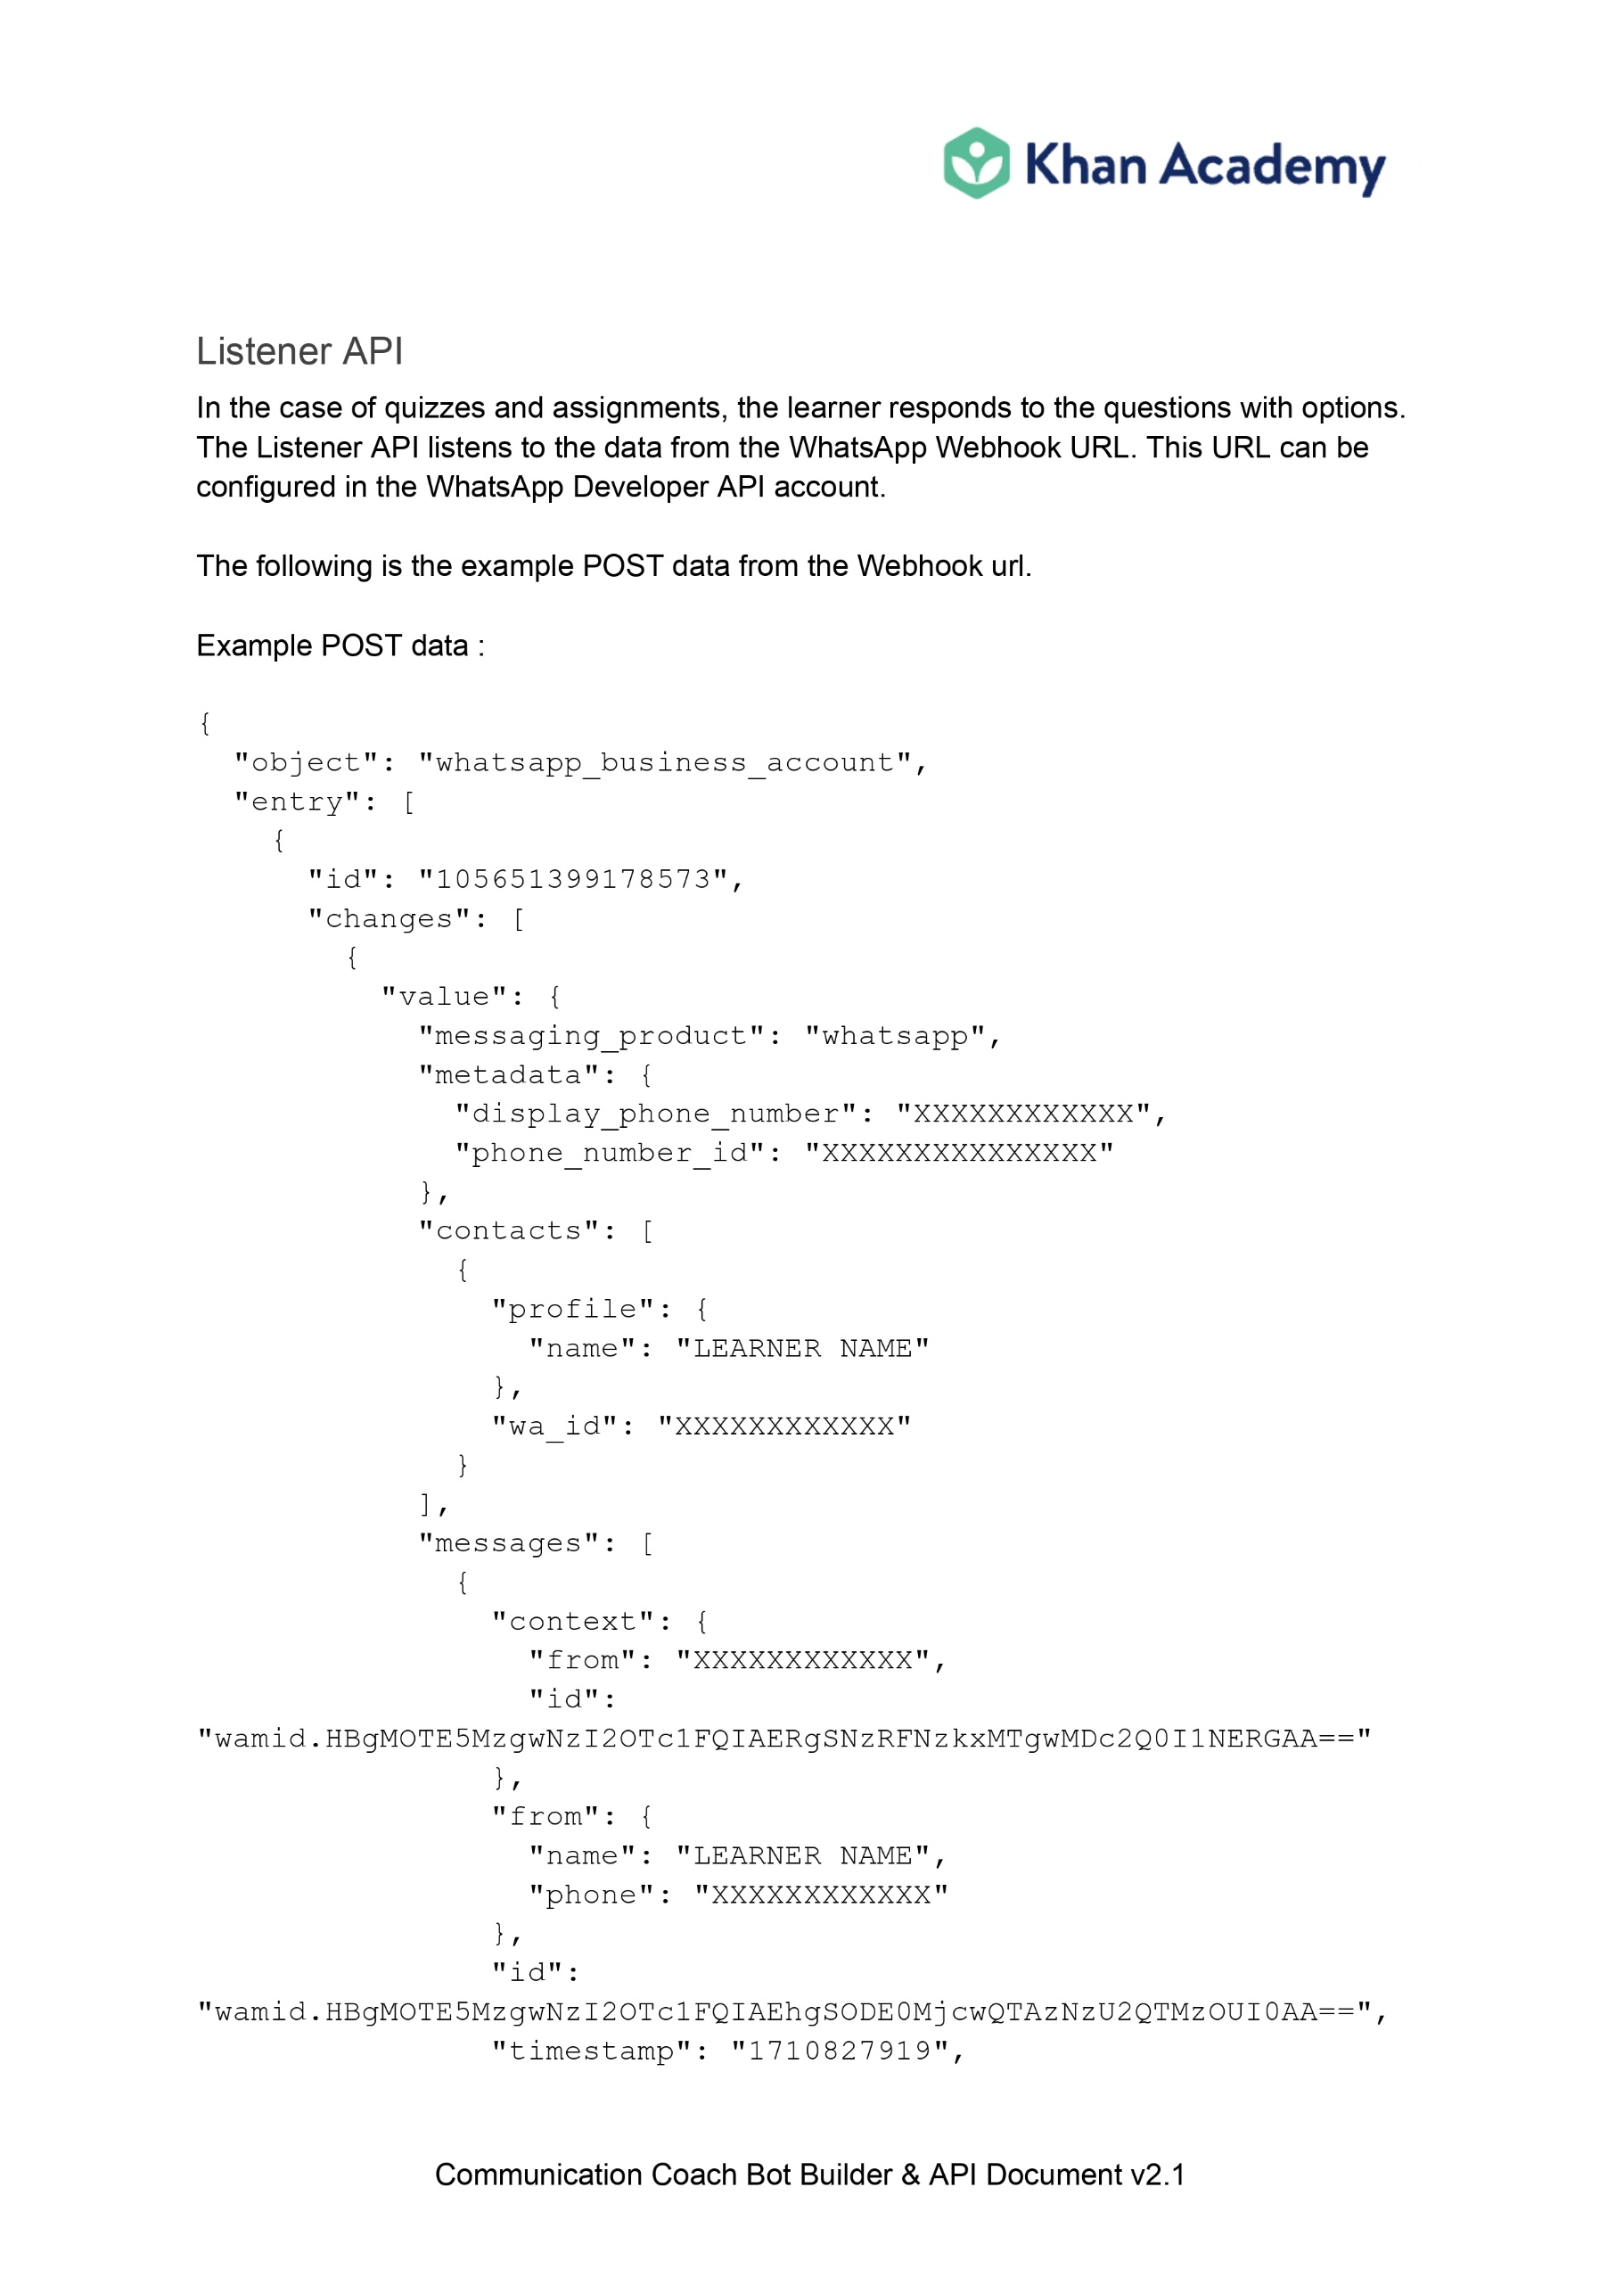 Khan Academy
Listener API
In the case of quizzes and assignments, the learner responds to the questions with options.
The Listener API listens to the data from the WhatsApp Webhook URL. This URL can be
configured in the WhatsApp Developer API account.
The following is the example POST data from the Webhook url.
Example POST data :
{
  "object": "whatsapp_business_account",
  "entry": [
    {
      "id": "105651399178573",
      "changes": [
        {
          "value": {
            "messaging_product": "whatsapp",
            "metadata": {
              "display_phone_number": "XXXXXXXXXXXX",
              "phone_number_id": "XXXXXXXXXXXXXXX"
            },
            "contacts": [
              {
                "profile": {
                  "name": "LEARNER NAME"
                },
                "wa_id": "XXXXXXXXXXXX"
              }
            ],
            "messages": [
              {
                "context": {
                  "from": "XXXXXXXXXXXX",
                  "id":
"wamid.HBgMOTE5MzgwNzI2OTc1FQIAERgSNzRFNzkxMTgwMDc2Q0I1NERGAA=="
                },
                "from": {
                  "name": "LEARNER NAME",
                  "phone": "XXXXXXXXXXXX"
                },
                "id":
"wamid.HBgMOTE5MzgwNzI2OTc1FQIAEhgSODE0MjcwQTAzNzU2QTMzOUI0AA==",
                "timestamp": "1710827919",
Communication Coach Bot Builder & API Document v2.1